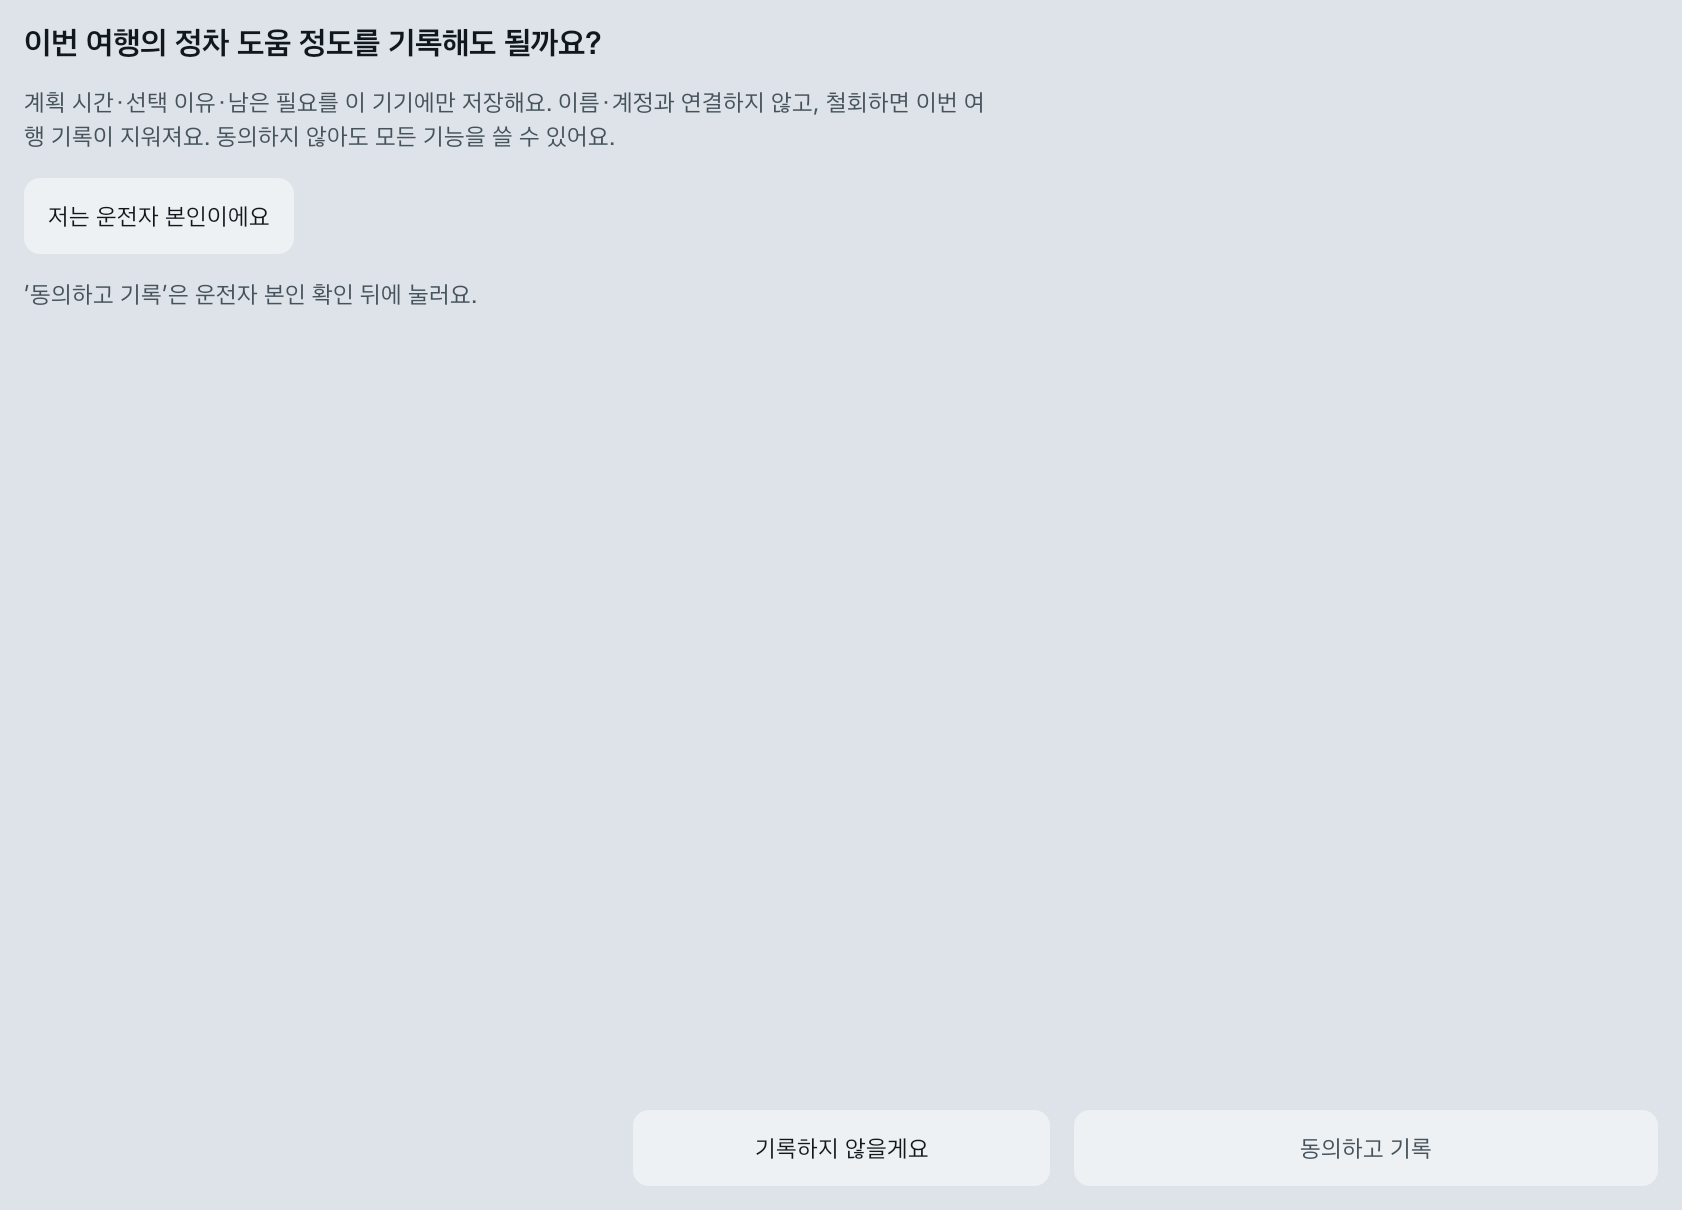 이번 여행의 정차 도움 정도를 기록해도 될까요?
계획 시간·선택 이유·남은 필요를 이 기기에만 저장해요. 이름·계정과 연결하지 않고, 철회하면 이번 여
행 기록이 지워져요. 동의하지 않아도 모든 기능을 쓸 수 있어요.
저는 운전자 본인이에요
'동의하고 기록'은 운전자 본인 확인 뒤에 눌러요.
기록하지 않을게요
동의하고 기록